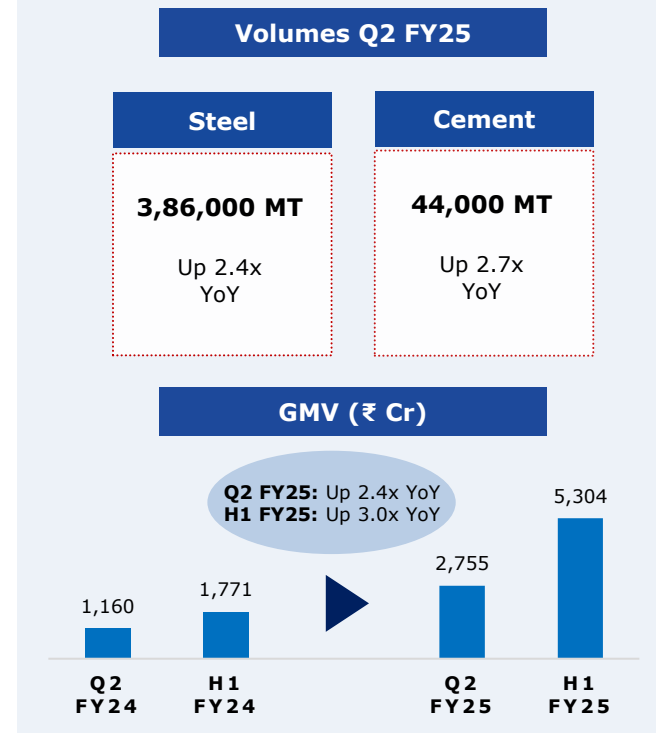 Volumes Q2 FY25
Steel
Cement
3,86,000 MT
44,000 MT
Up 2.4x
YoY
Up 2.7x
YoY
GMV (₹ Cr)
Q2 FY25: Up 2.4x YoY
H1 FY25: Up 3.0x YoY
1,160
1,771
2,755
5,304
Q2
FY24
H1
FY24
Q2
FY25
H1
FY25